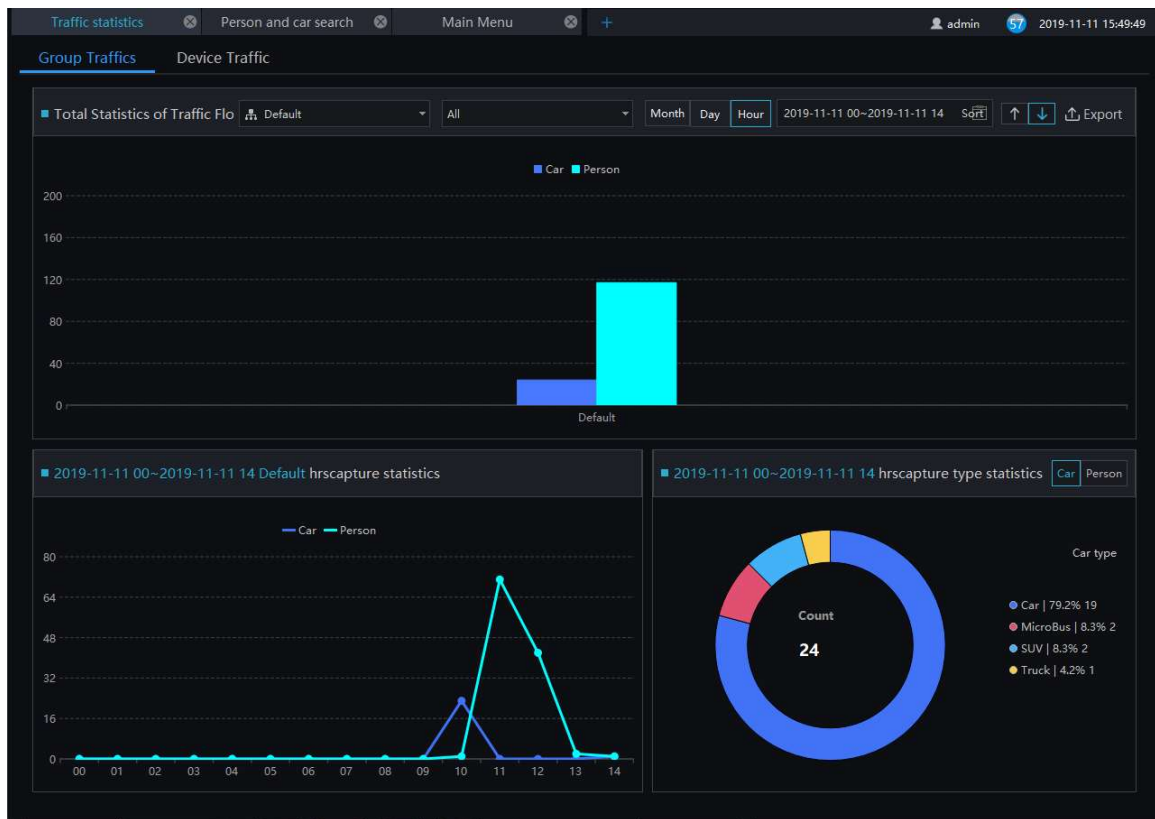 Traffic statistics Person and car search Main Menu + admin 57 2019-11-11 15:49:49
Group Traffics Device Traffic
Total Statistics of Traffic Flo Default All Month Day Hour 2019-11-11 00~2019-11-11 14 Sort Export
Car Person
200
160
120
80
40
0
Default
2019-11-11 00~2019-11-11 14 Default hrscapture statistics
Car Person
80
64
48
32
16
0
00 01 02 03 04 05 06 07 08 09 10 11 12 13 14
2019-11-11 00~2019-11-11 14 hrscapture type statistics Car Person
Car type
Count
24
Car | 79.2% 19
MicroBus | 8.3% 2
SUV | 8.3% 2
Truck | 4.2% 1